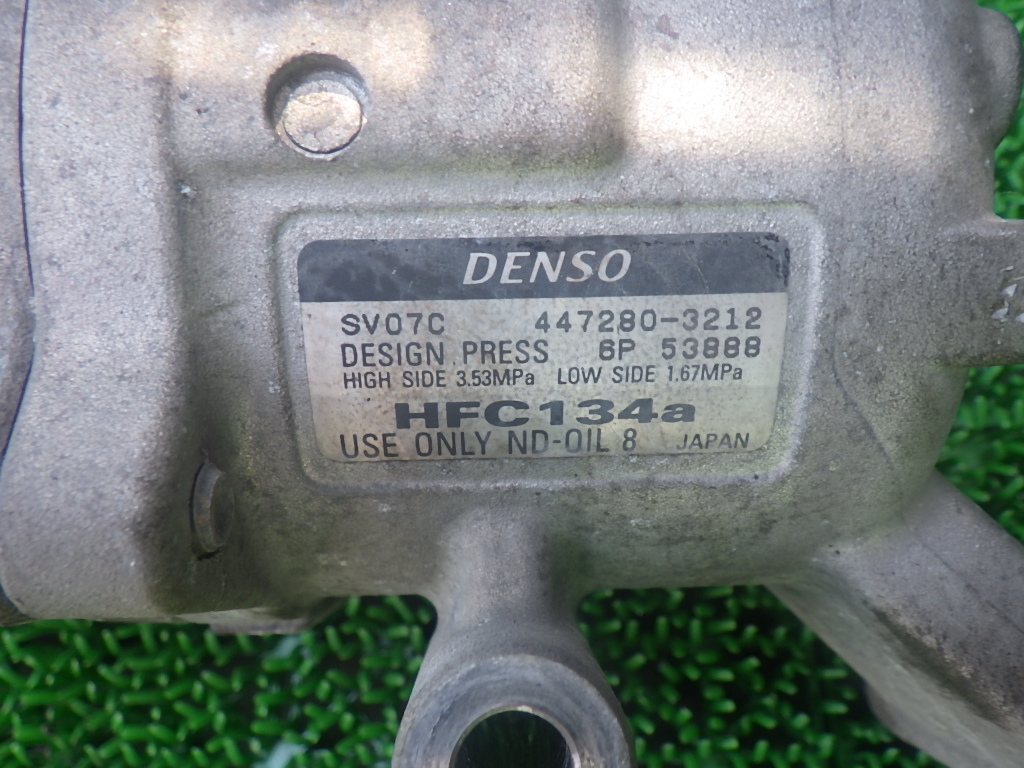 DENSO
SV07C 447280-3212
DESIGN PRESS 6P 53888
HIGH SIDE 3.53MPa LOW SIDE 1.67MPa
HFC134a
USE ONLY ND-OIL 8 JAPAN